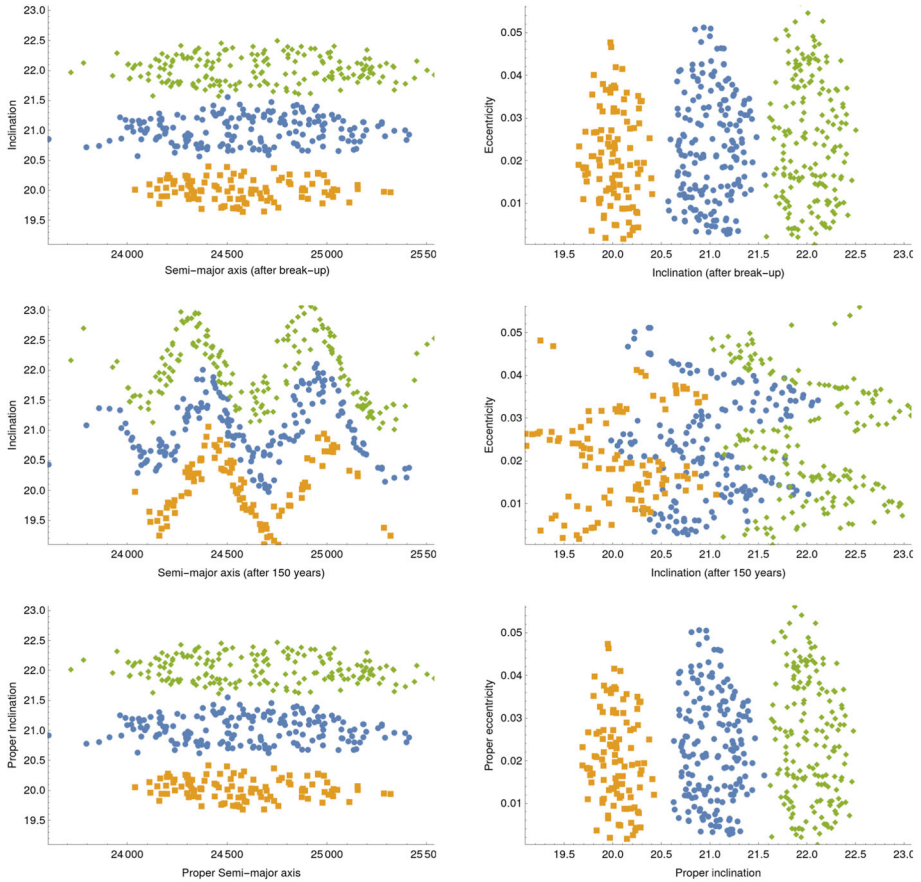 23.0
22.5
22.0
21.5
21.0
20.5
20.0
19.5
Inclination
24000 24500 25000 2550
Semi-major axis (after break-up)
0.05
0.04
0.03
0.02
0.01
Eccentricity
19.5 20.0 20.5 21.0 21.5 22.0 22.5 23.0
Inclination (after break-up)
23.0
22.5
22.0
21.5
21.0
20.5
20.0
19.5
Inclination
24000 24500 25000 2550
Semi-major axis (after 150 years)
0.05
0.04
0.03
0.02
0.01
Eccentricity
19.5 20.0 20.5 21.0 21.5 22.0 22.5 23.0
Inclination (after 150 years)
23.0
22.5
22.0
21.5
21.0
20.5
20.0
19.5
Proper Inclination
24000 24500 25000 2550
Proper Semi-major axis
0.05
0.04
0.03
0.02
0.01
Proper eccentricity
19.5 20.0 20.5 21.0 21.5 22.0 22.5 23.0
Proper inclination